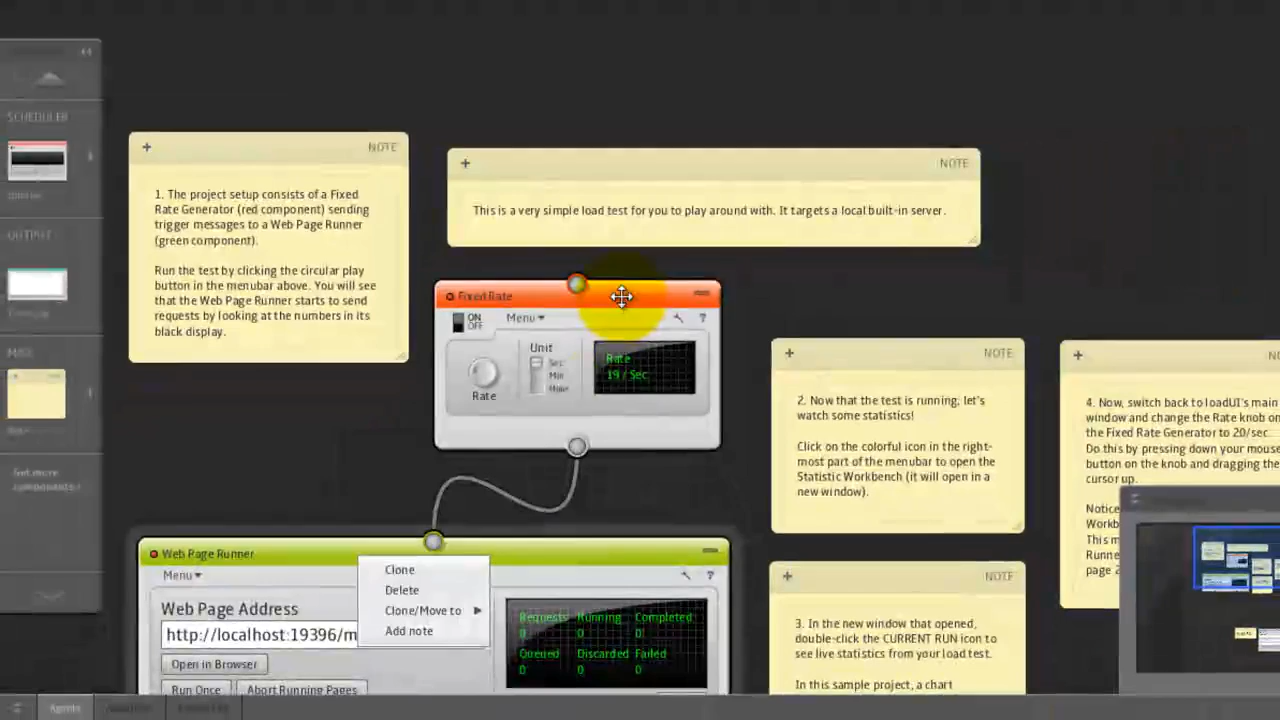 SCHEDULER
OUTPUT
MISC
Get more
components!
Agents
NOTE
1. The project setup consists of a Fixed
Rate Generator (red component) sending
trigger messages to a Web Page Runner
(green component).
Run the test by clicking the circular play
button in the menubar above. You will see
that the Web Page Runner starts to send
requests by looking at the numbers in its
black display.
NOTE
This is a very simple load test for you to play around with. It targets a local built-in server.
Fixed Rate
ON
OFF
Menu
?
Unit
Sec
Min
Hour
Rate
Rate
19 / Sec
NOTE
2. Now that the test is running, let's
watch some statistics!
Click on the colorful icon in the right-
most part of the menubar to open the
Statistic Workbench (it will open in a
new window).
NO
4. Now, switch back to loadUI's main
window and change the Rate knob on
the Fixed Rate Generator to 20/sec.
Do this by pressing down your mouse
button on the knob and dragging the
cursor up.
Notice
Workb
This m
Runne
page 2
Web Page Runner
Menu
?
Web Page Address
http://localhost:19396/m
Open in Browser
Run Once
Abort Running Pages
Clone
Delete
Clone/Move to
Add note
Requests Running Completed
0 0 0
Queued Discarded Failed
0 0 0
NOTE
3. In the new window that opened,
double-click the CURRENT RUN icon to
see live statistics from your load test.
In this sample project, a chart